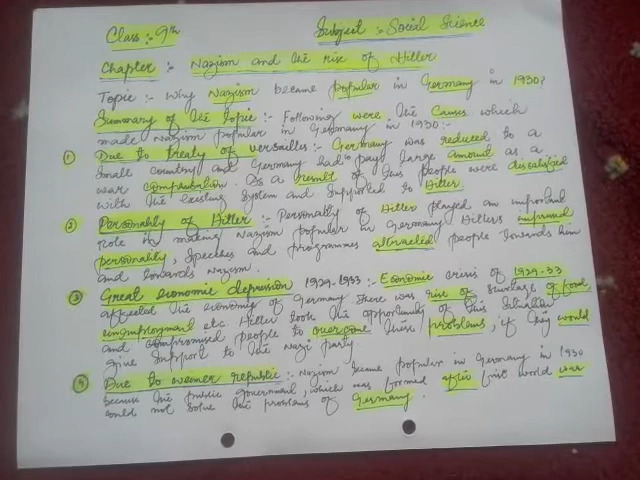 Class :- 9th Subject :- Social Science
Chapter :- Nazism and the rise of Hitler
Topic :- Why Nazism became popular in Germany in 1930?
Summary of the topic :- Following were the causes which
made Nazism popular in Germany in 1930:-
① Due to treaty of versailles :- Germany was reduced to a
small country and Germany had to pay large amount as a
war compensation. As a result of this people were dissatisfied
with the existing system and supported to Hitler.
② Personality of Hitler :- Personality of Hitler played an important
role in making Nazism popular in Germany Hitler's
personality, speeches and programmes attracted people towards him
and towards Nazism.
③ Great economic depression 1929-1933 :- Economic crisis of 1929-33
affected the economy of Germany there was rise of shortage of food,
etc. Hitler took the opportunity of this situation
and people to overcome these problems, if they would
give support to the Nazi party.
④ Due to weimer republic :- Nazism became popular in Germany in 1930
because the public government, which was formed after first world war
could not solve the problems of Germany.